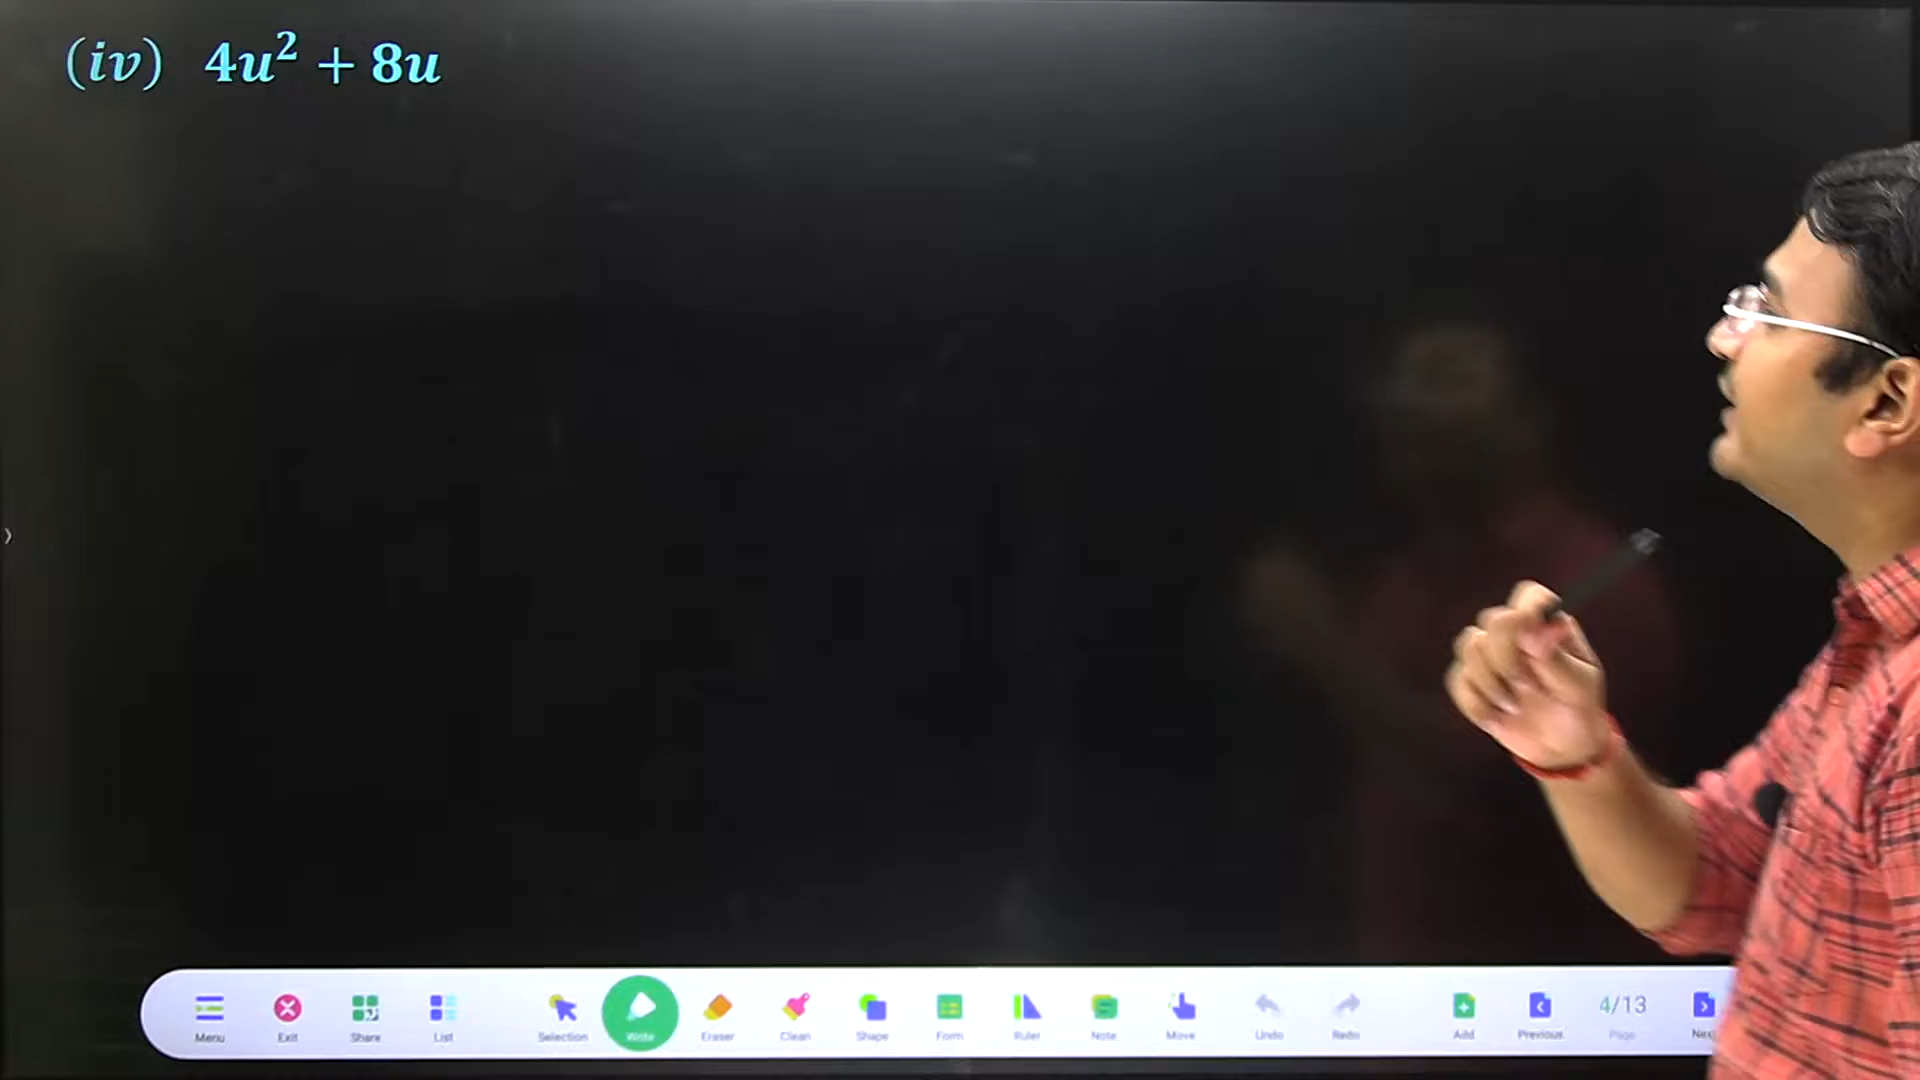 (iv) 4u² + 8u
Menu Exit Share List Selection Write Eraser Clean Shape Form Ruler Note Move Undo Redo Add Previous 4/13 Page Next